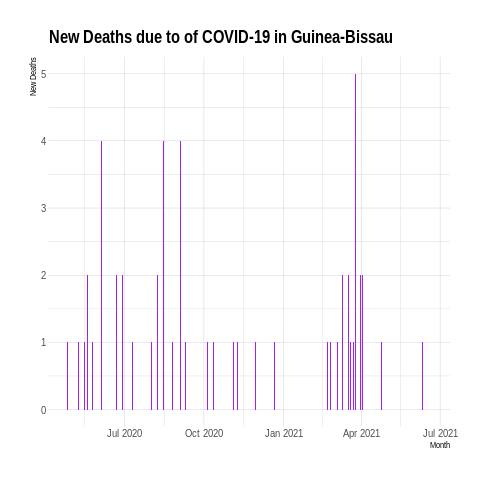 New Deaths due to of COVID-19 in Guinea-Bissau
New Deaths
5
4
3
2
1
0
Jul 2020 Oct 2020 Jan 2021 Apr 2021 Jul 2021
Month